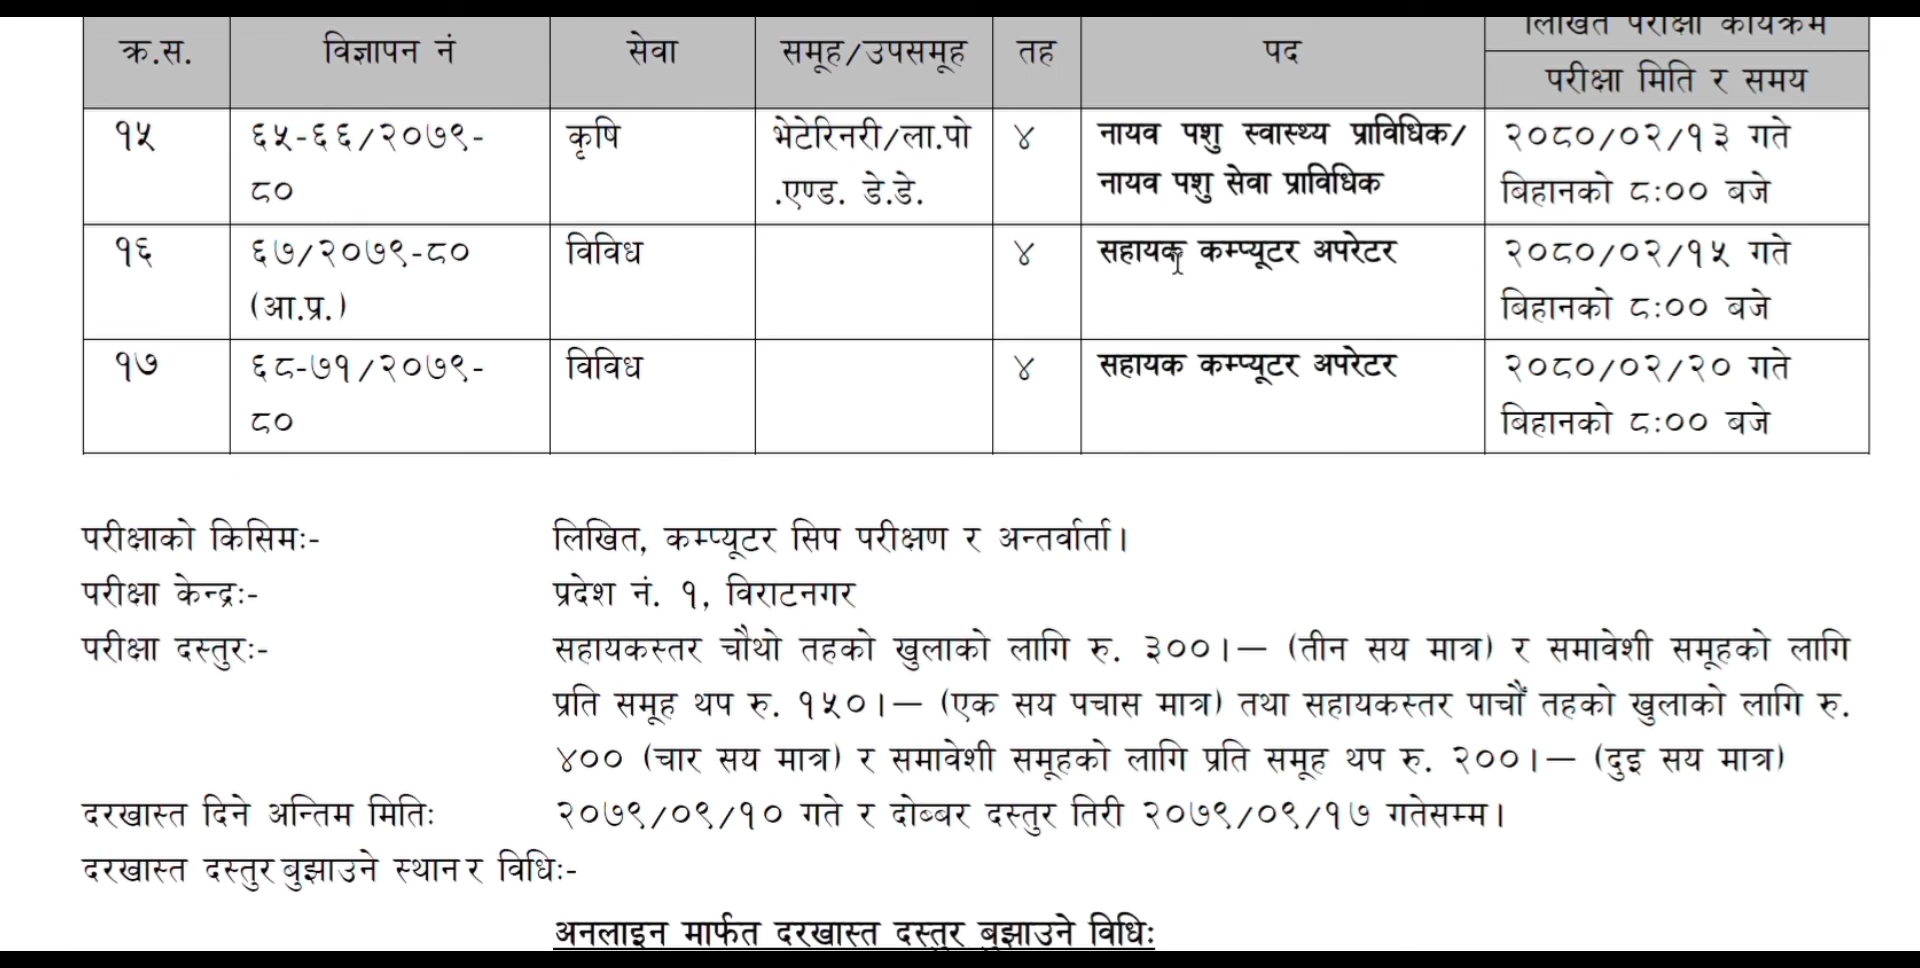 लिखित परीक्षा कार्यक्रम
क्र.स. विज्ञापन नं सेवा समूह/उपसमूह तह पद
परीक्षा मिति र समय
१५ ६५-६६/२०७९- कृषि भेटेरिनरी/ला.पो ४ नायव पशु स्वास्थ्य प्राविधिक/ २०८०/०२/१३ गते
८० .एण्ड. डे.डे. नायव पशु सेवा प्राविधिक बिहानको ८:०० बजे
१६ ६७/२०७९-८० विविध ४ सहायक कम्प्यूटर अपरेटर २०८०/०२/१५ गते
(आ.प्र.) बिहानको ८:०० बजे
१७ ६८-७१/२०७९- विविध ४ सहायक कम्प्यूटर अपरेटर २०८०/०२/२० गते
८० बिहानको ८:०० बजे
परीक्षाको किसिमः- लिखित, कम्प्यूटर सिप परीक्षण र अन्तर्वार्ता।
परीक्षा केन्द्रः- प्रदेश नं. १, विराटनगर
परीक्षा दस्तुरः- सहायकस्तर चौथो तहको खुलाको लागि रु. ३००।— (तीन सय मात्र) र समावेशी समूहको लागि
प्रति समूह थप रु. १५०।— (एक सय पचास मात्र) तथा सहायकस्तर पाचौं तहको खुलाको लागि रु.
४०० (चार सय मात्र) र समावेशी समूहको लागि प्रति समूह थप रु. २००।— (दुइ सय मात्र)
दरखास्त दिने अन्तिम मितिः २०७९/०९/१० गते र दोब्बर दस्तुर तिरी २०७९/०९/१७ गतेसम्म।
दरखास्त दस्तुर बुझाउने स्थान र विधिः-
अनलाइन मार्फत दरखास्त दस्तुर बुझाउने विधिः